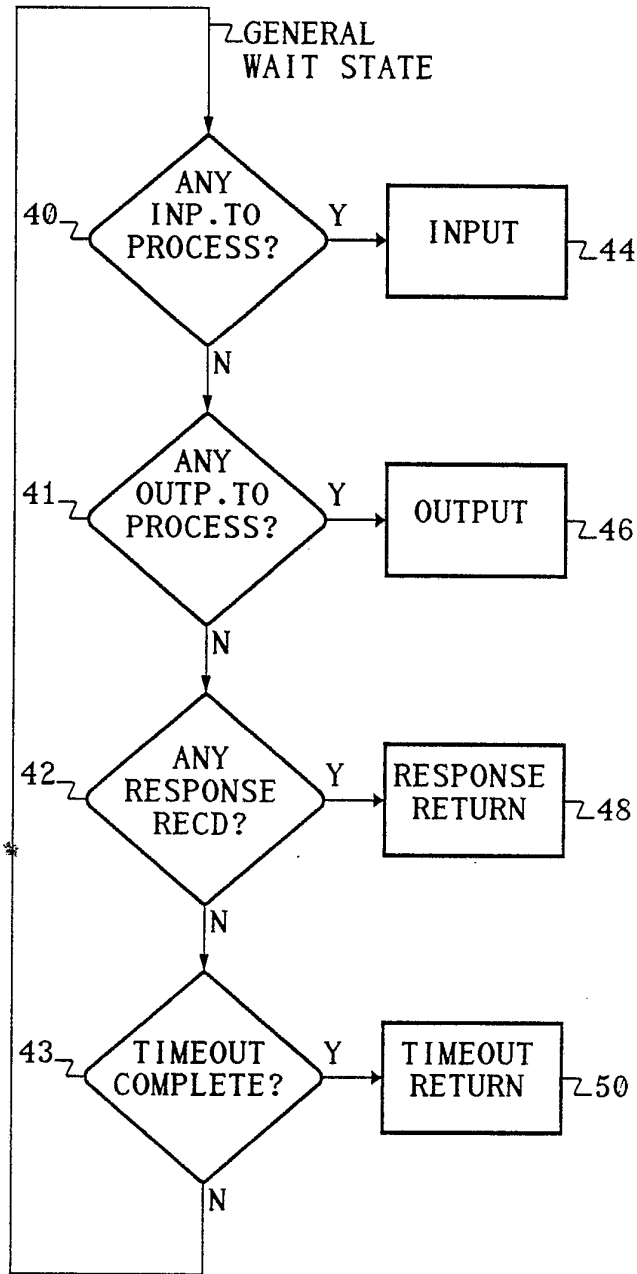 GENERAL
WAIT STATE
40
ANY
INP.TO
PROCESS?
Y
INPUT
44
N
41
ANY
OUTP.TO
PROCESS?
Y
OUTPUT
46
N
42
ANY
RESPONSE
RECD?
Y
RESPONSE
RETURN
48
N
43
TIMEOUT
COMPLETE?
Y
TIMEOUT
RETURN
50
N